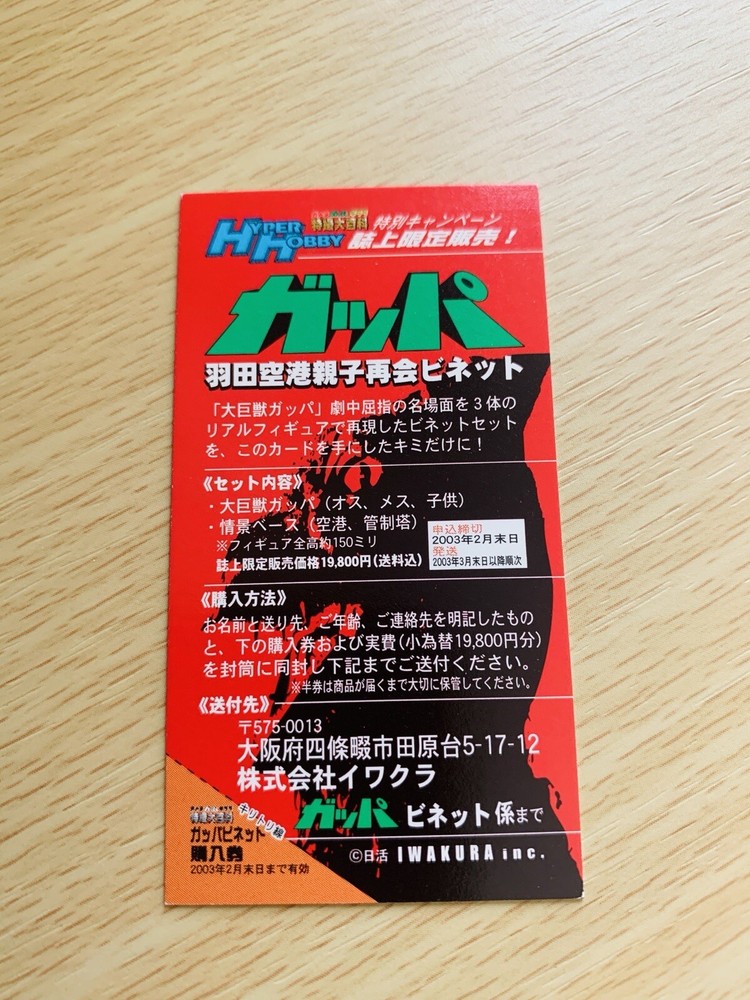 HYPER HOBBY
特撮大百科
特別キャンペーン
誌上限定販売！
ガッパ
羽田空港親子再会ビネット
「大巨獣ガッパ」劇中屈指の名場面を３体の
リアルフィギュアで再現したビネットセット
を、このカードを手にしたキミだけに！
《セット内容》
・大巨獣ガッパ（オス、メス、子供）
・情景ベース（空港、管制塔）
※フィギュア全高約150ミリ
誌上限定販売価格19,800円（送料込）
申込締切
2003年2月末日
発送
2003年3月末日以降順次
《購入方法》
お名前と送り先、ご年齢、ご連絡先を明記したもの
と、下の購入券および実費（小為替19,800円分）
を封筒に同封し下記までご送付ください。
※半券は商品が届くまで大切に保管してください。
《送付先》
〒575-0013
大阪府四條畷市田原台5-17-12
株式会社イワクラ
ガッパ ビネット係まで
キリトリ線
特撮大百科
ガッパビネット
購入券
2003年2月末日まで有効
©日活 IWAKURA inc.